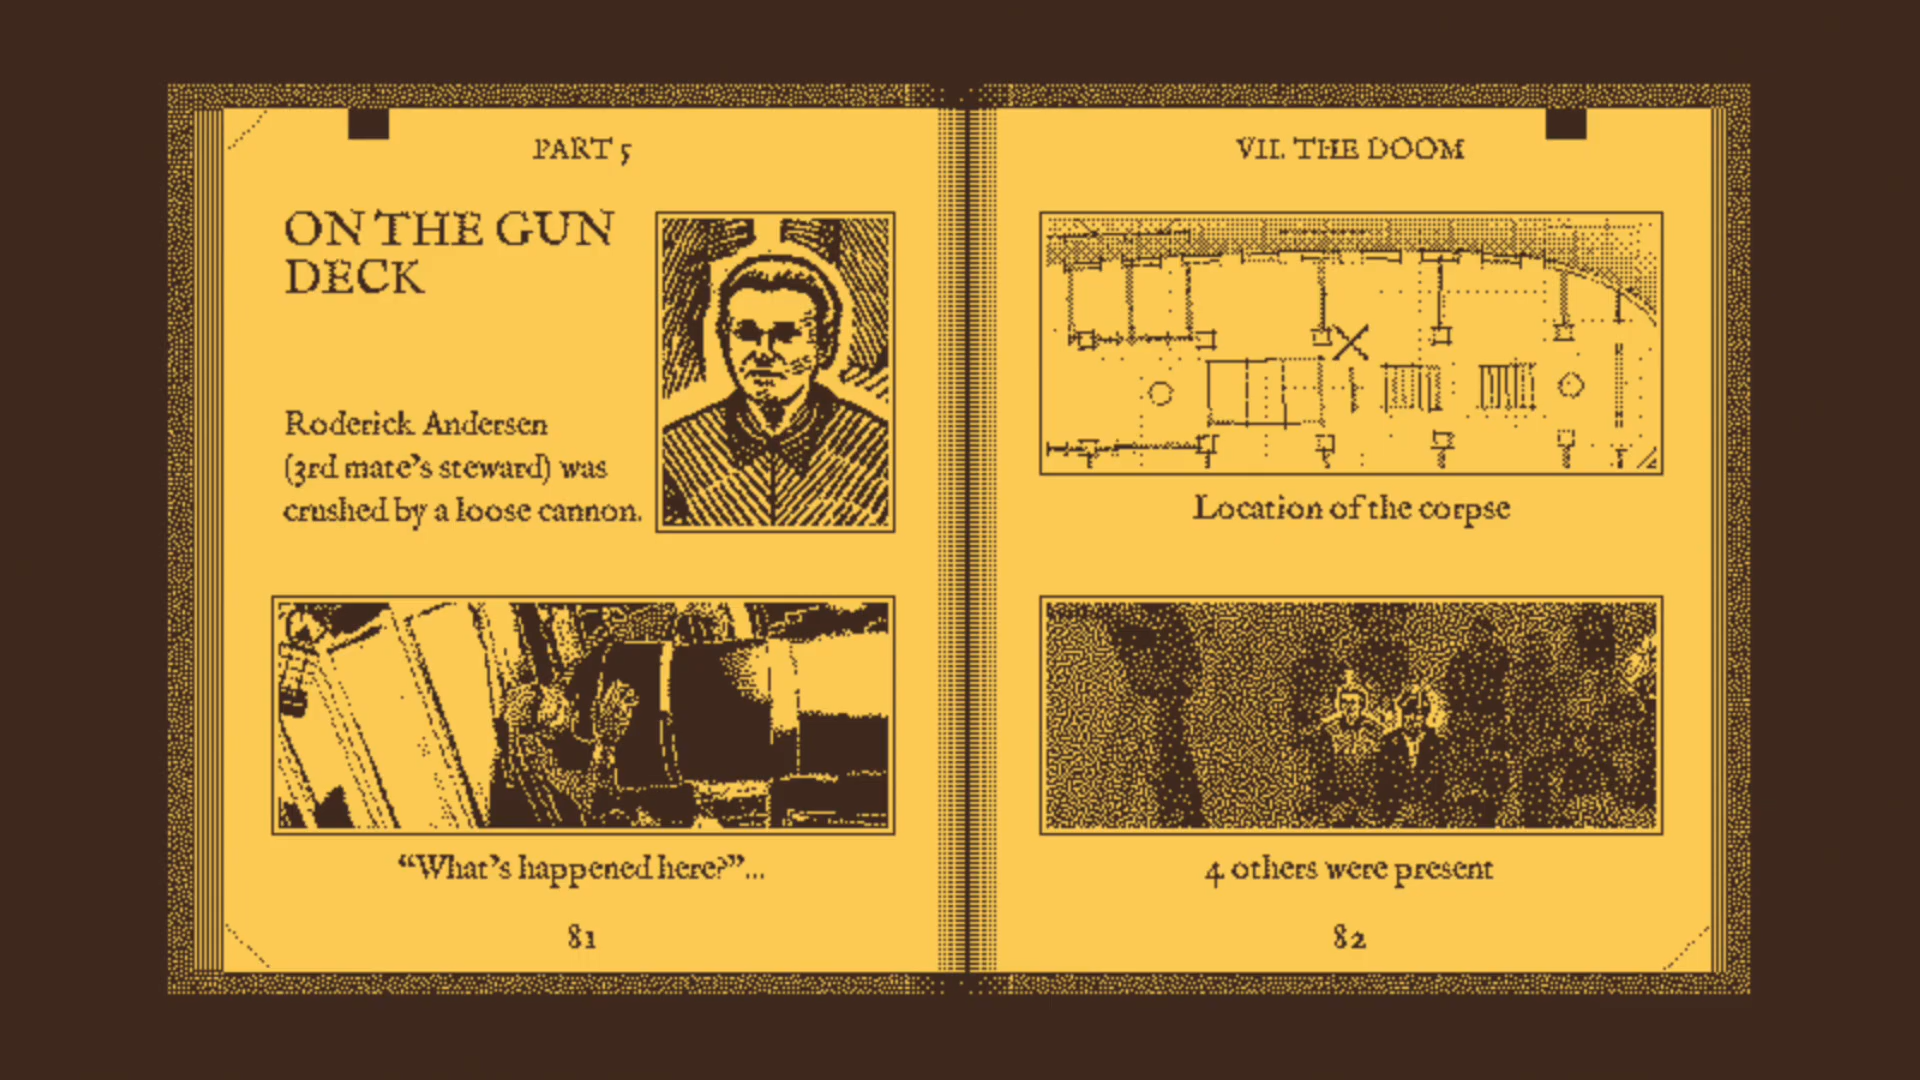 PART 5
ON THE GUN
DECK
Roderick Andersen
(3rd mate's steward) was
crushed by a loose cannon.
“What’s happened here?”...
81
VII. THE DOOM
Location of the corpse
4 others were present
82